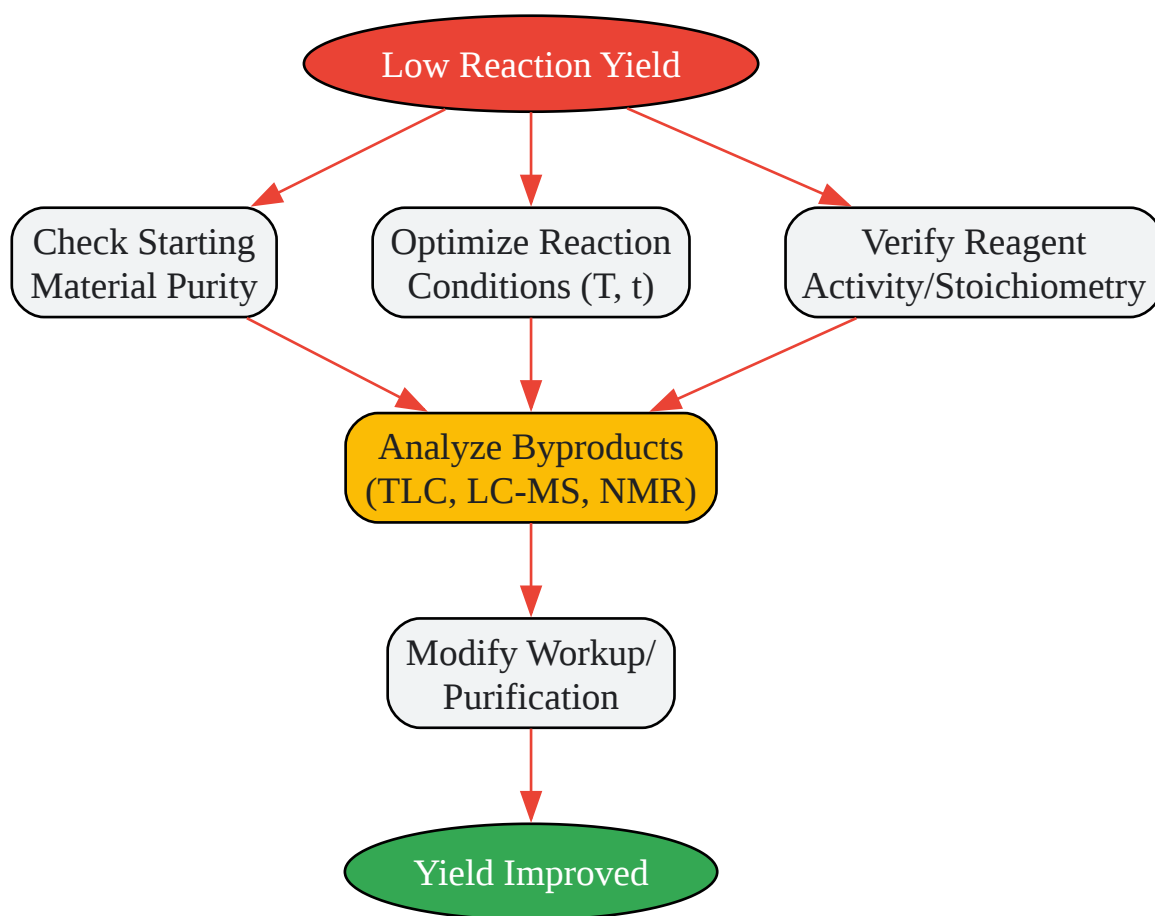 Low Reaction Yield
Check Starting
Material Purity
Optimize Reaction
Conditions (T, t)
Verify Reagent
Activity/Stoichiometry
Analyze Byproducts
(TLC, LC-MS, NMR)
Modify Workup/
Purification
Yield Improved